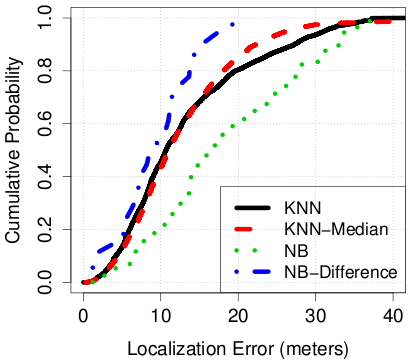 Cumulative Probability
1.0
0.8
0.6
0.4
0.2
0.0
KNN
KNN−Median
NB
NB−Difference
0 10 20 30 40
Localization Error (meters)